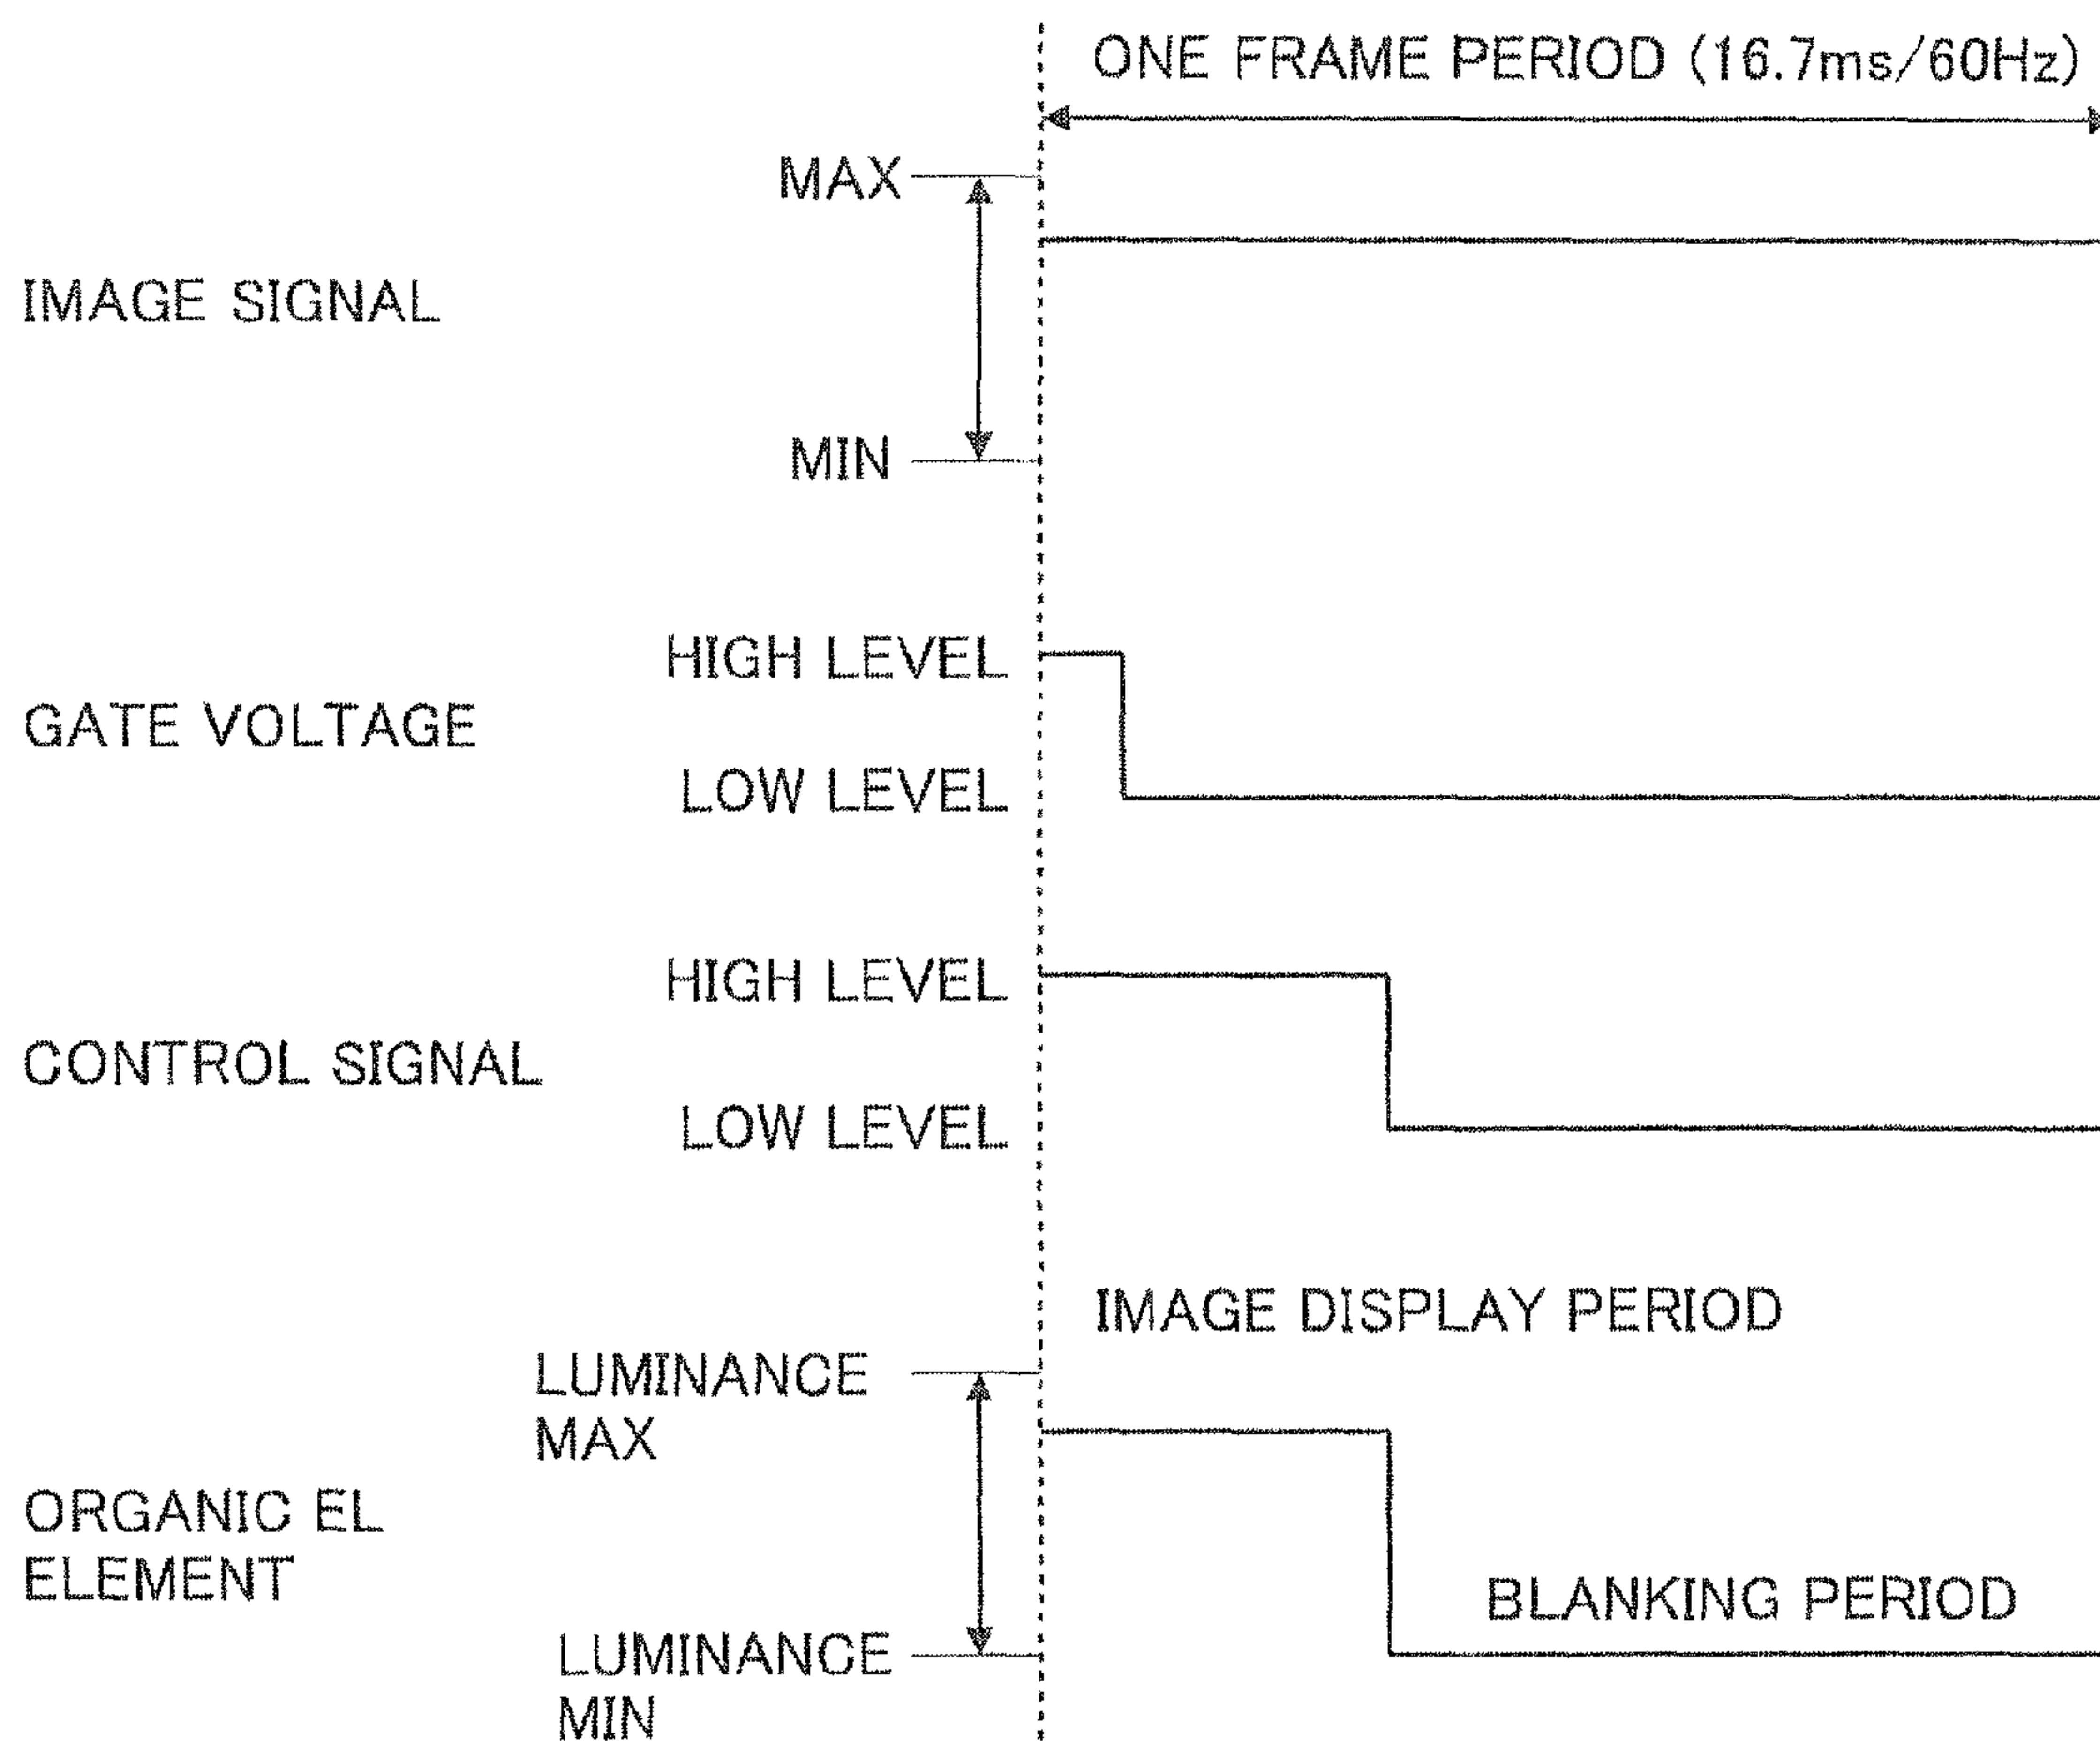 ONE FRAME PERIOD (16.7ms/60Hz)
MAX
IMAGE SIGNAL
MIN
HIGH LEVEL
GATE VOLTAGE
LOW LEVEL
HIGH LEVEL
CONTROL SIGNAL
LOW LEVEL
IMAGE DISPLAY PERIOD
LUMINANCE
MAX
ORGANIC EL
ELEMENT
BLANKING PERIOD
LUMINANCE
MIN